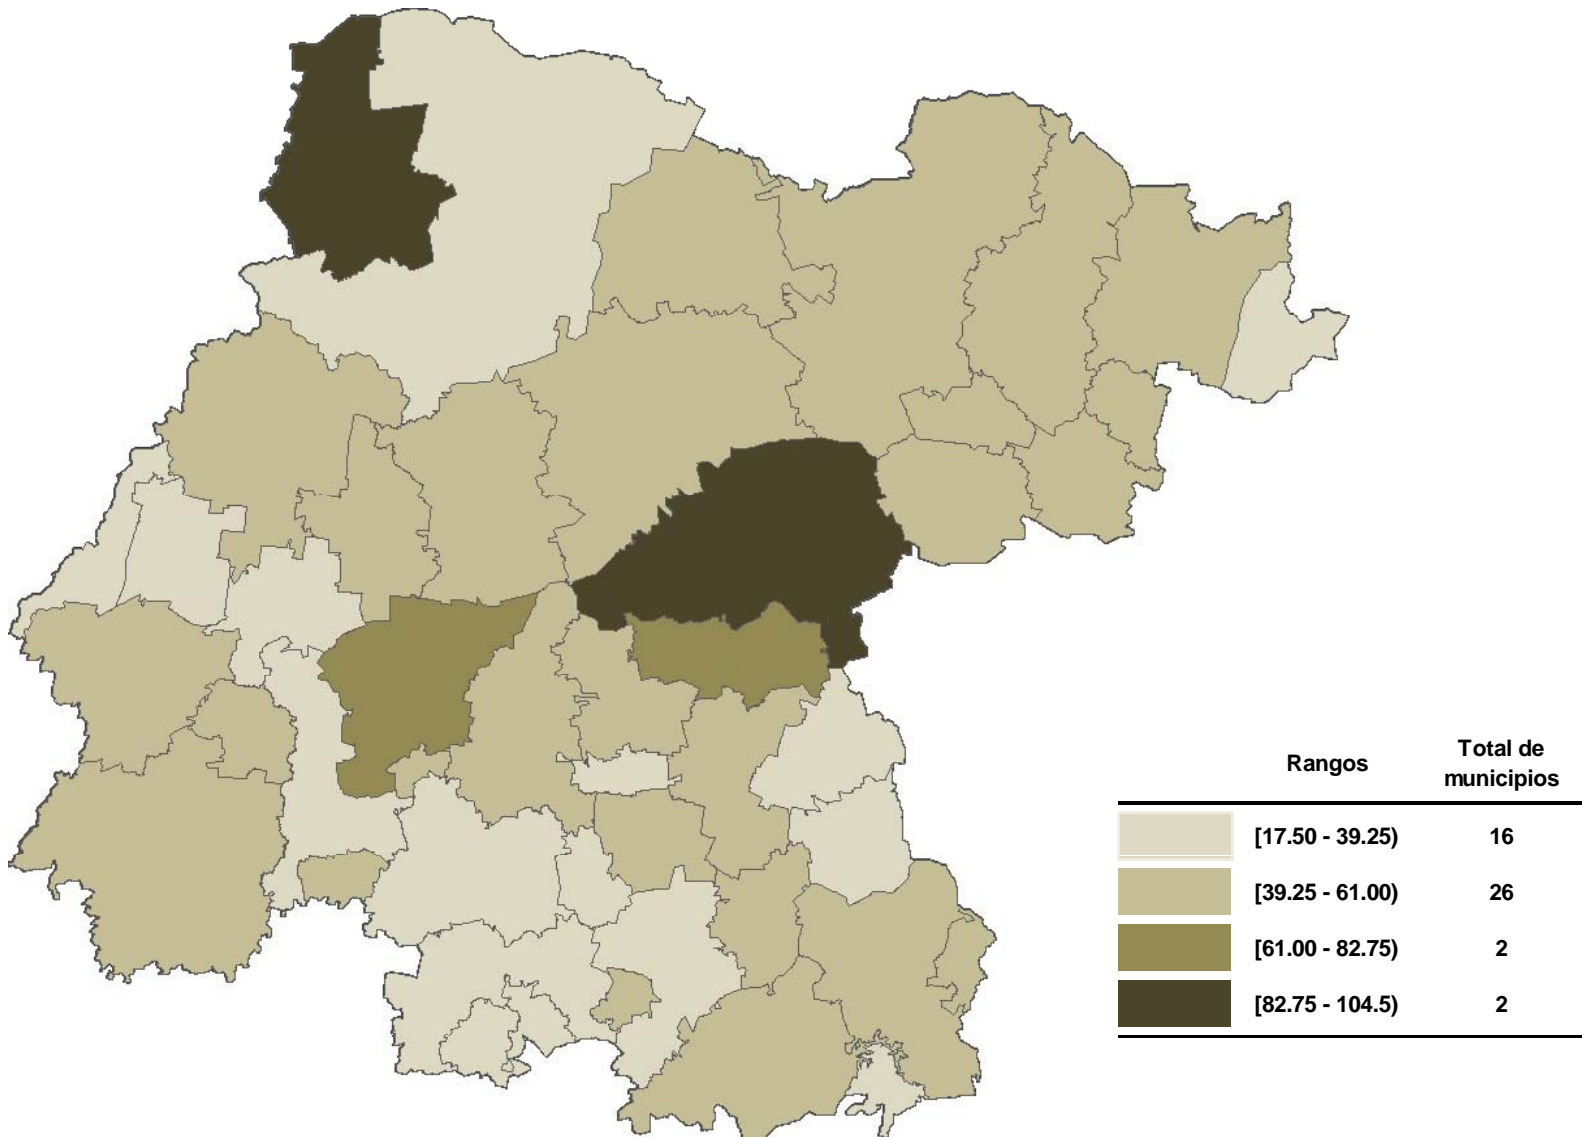 Rangos Total de
municipios
[17.50 - 39.25) 16
[39.25 - 61.00) 26
[61.00 - 82.75) 2
[82.75 - 104.5) 2